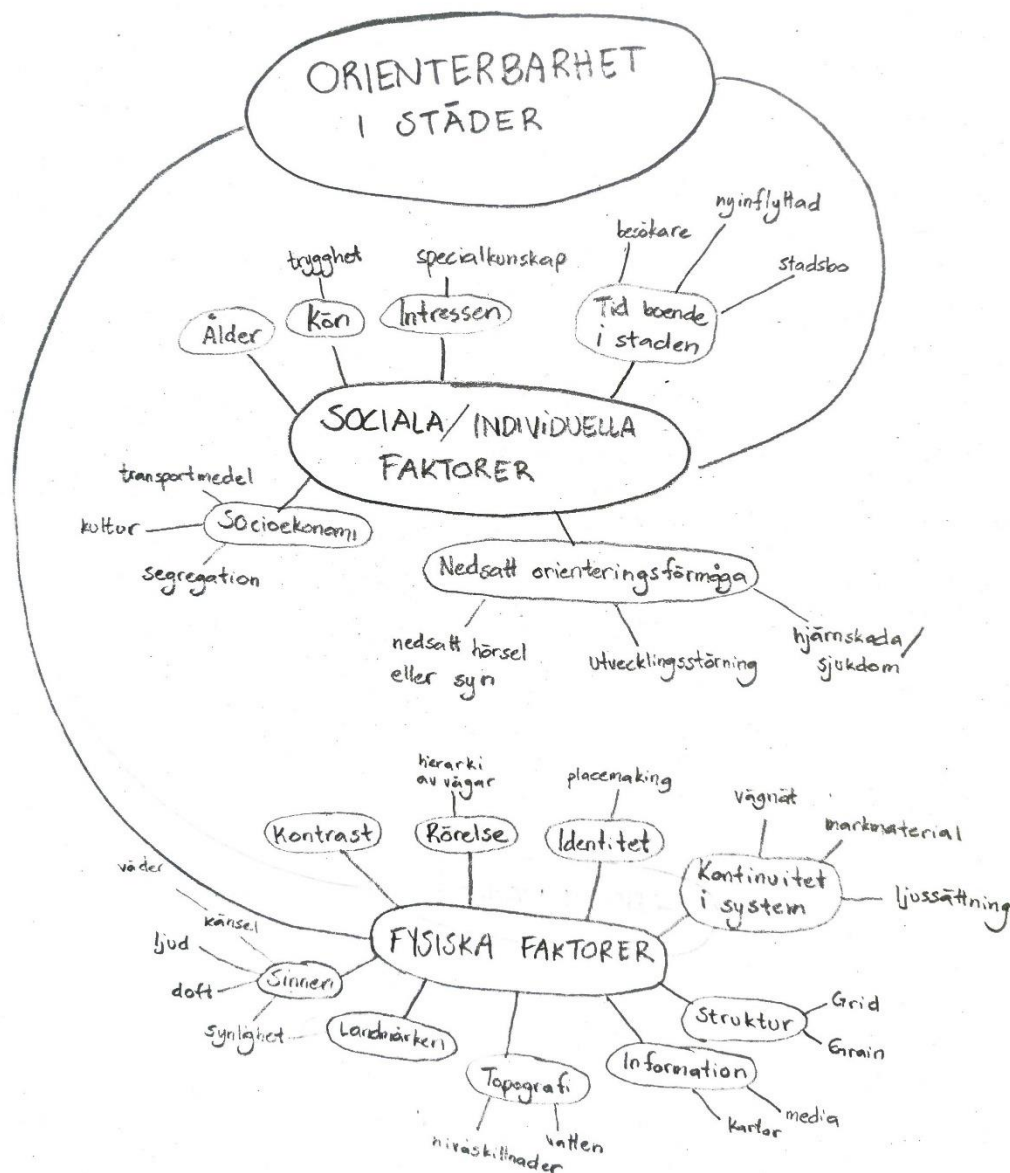 ORIENTERBARHET
I STÄDER
nyinflyttad
besökare
stadsbo
trygghet
specialkunskap
Ålder
Kön
Intressen
Tid boende
i staden
SOCIALA/INDIVIDUELLA
FAKTORER
transportmedel
kultur
Socioekonomi
segregation
Nedsatt orienteringsförmåga
nedsatt hörsel
eller syn
utvecklingsstörning
hjärnskada/
sjukdom
hierarki
av vägar
placemaking
vägnät
markmaterial
Kontrast
Rörelse
Identitet
Kontinuitet
i system
ljussättning
väder
känsel
ljud
doft
synlighet
Sinnen
FYSISKA FAKTORER
Landmärken
Topografi
nivåskillnader
vatten
Information
kartor
media
Struktur
Grid
Grain